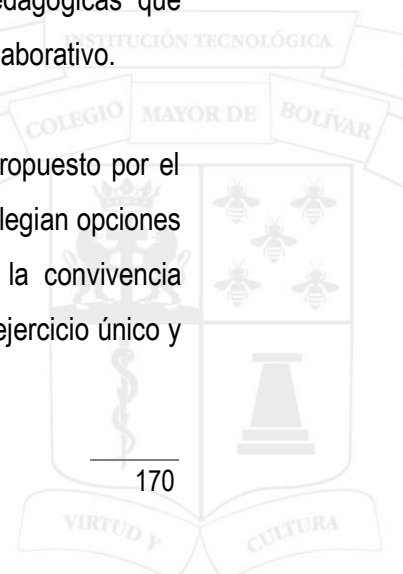 edagógicas que
INSTITUCIÓN TECNOLÓGICA
aborativo.
COLEGIO MAYOR DE BOLÍVAR
ropuesto por el
legian opciones
la convivencia
ejercicio único y
170
VIRTUD Y CULTURA